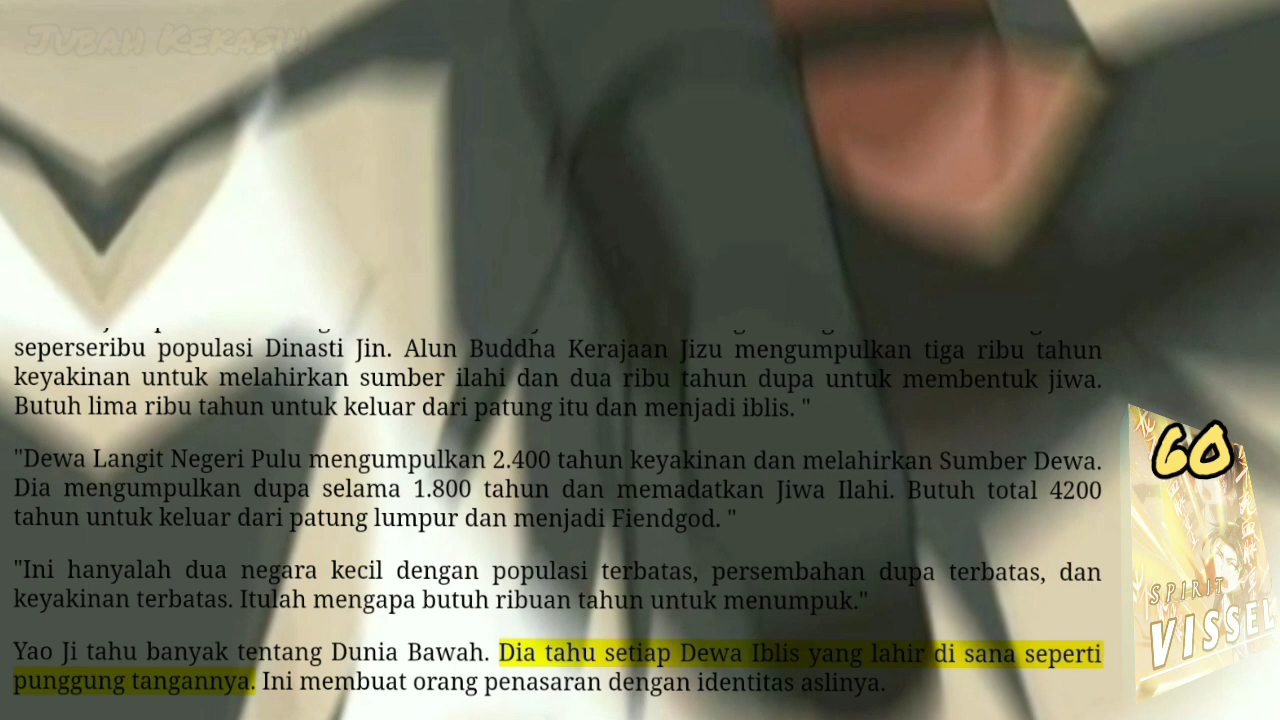 Jubah Kekasih
seperseribu populasi Dinasti Jin. Alun Buddha Kerajaan Jizu mengumpulkan tiga ribu tahun
keyakinan untuk melahirkan sumber ilahi dan dua ribu tahun dupa untuk membentuk jiwa.
Butuh lima ribu tahun untuk keluar dari patung itu dan menjadi iblis. "
"Dewa Langit Negeri Pulu mengumpulkan 2.400 tahun keyakinan dan melahirkan Sumber Dewa.
Dia mengumpulkan dupa selama 1.800 tahun dan memadatkan Jiwa Ilahi. Butuh total 4200
tahun untuk keluar dari patung lumpur dan menjadi Fiendgod. "
"Ini hanyalah dua negara kecil dengan populasi terbatas, persembahan dupa terbatas, dan
keyakinan terbatas. Itulah mengapa butuh ribuan tahun untuk menumpuk."
Yao Ji tahu banyak tentang Dunia Bawah. Dia tahu setiap Dewa Iblis yang lahir di sana seperti
punggung tangannya. Ini membuat orang penasaran dengan identitas aslinya.
60
SPIRIT
VISSEL